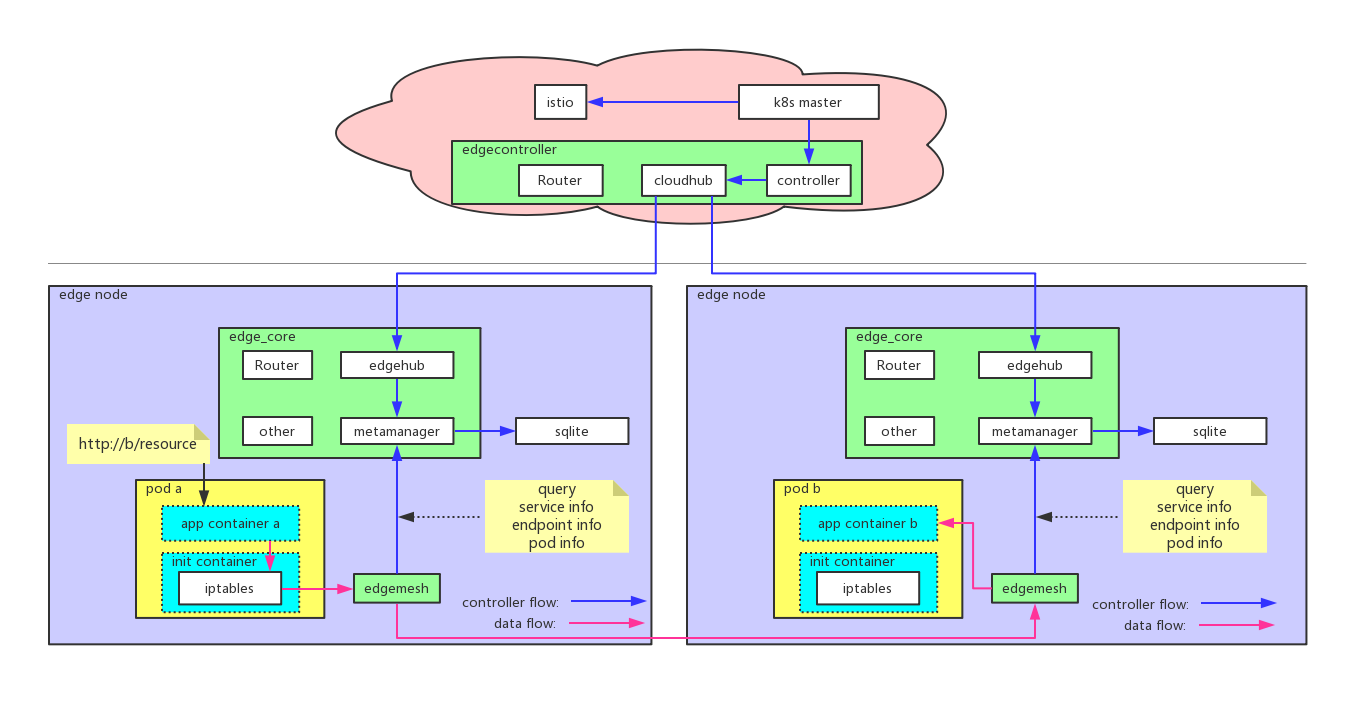 istio
k8s master
edgecontroller
Router
cloudhub
controller
edge node
edge_core
Router
edgehub
other
metamanager
sqlite
http://b/resource
pod a
app container a
init container
iptables
edgemesh
query
service info
endpoint info
pod info
controller flow:
data flow:
edge node
edge_core
Router
edgehub
other
metamanager
sqlite
pod b
app container b
init container
iptables
edgemesh
query
service info
endpoint info
pod info
controller flow:
data flow: